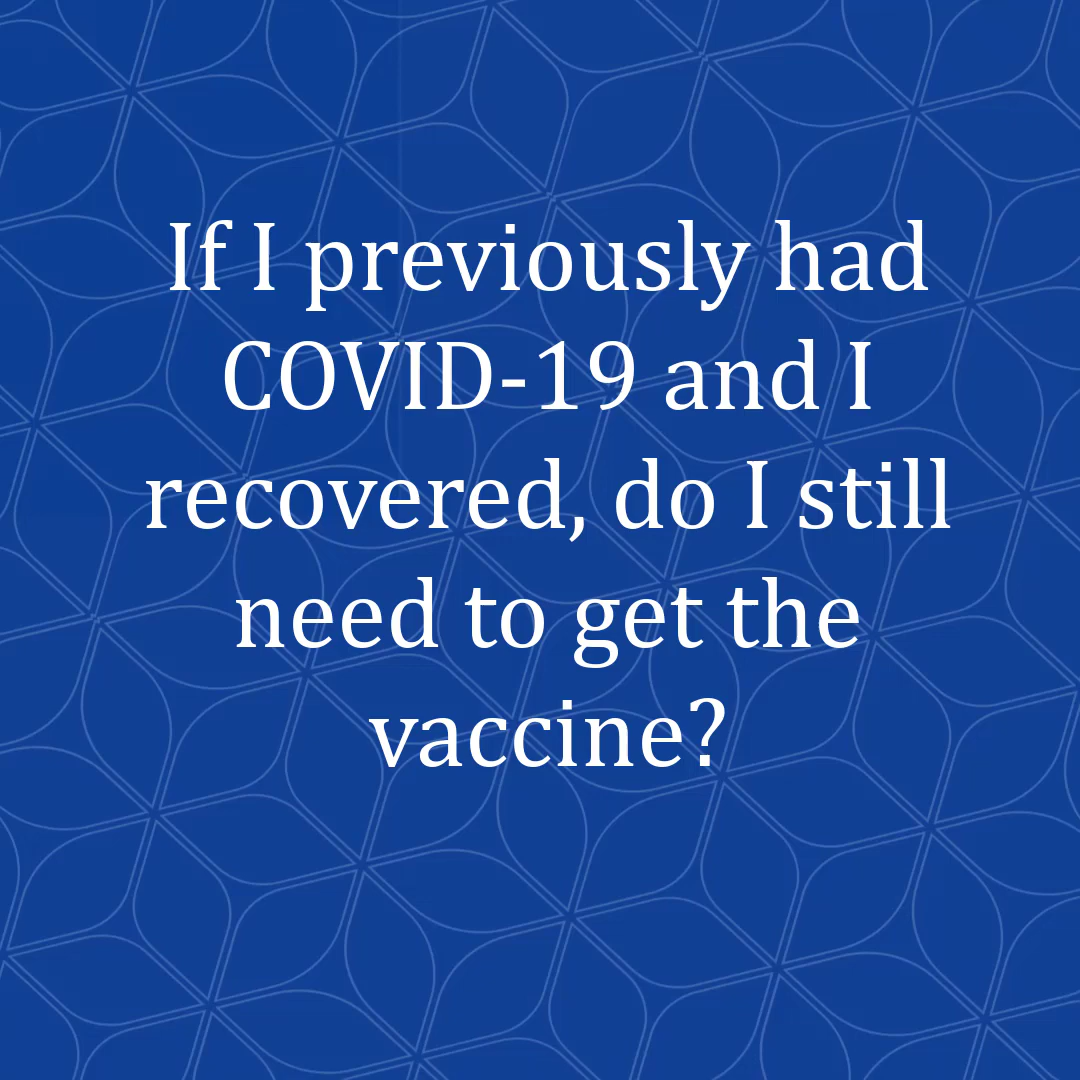 If I previously had
COVID-19 and I
recovered, do I still
need to get the
vaccine?